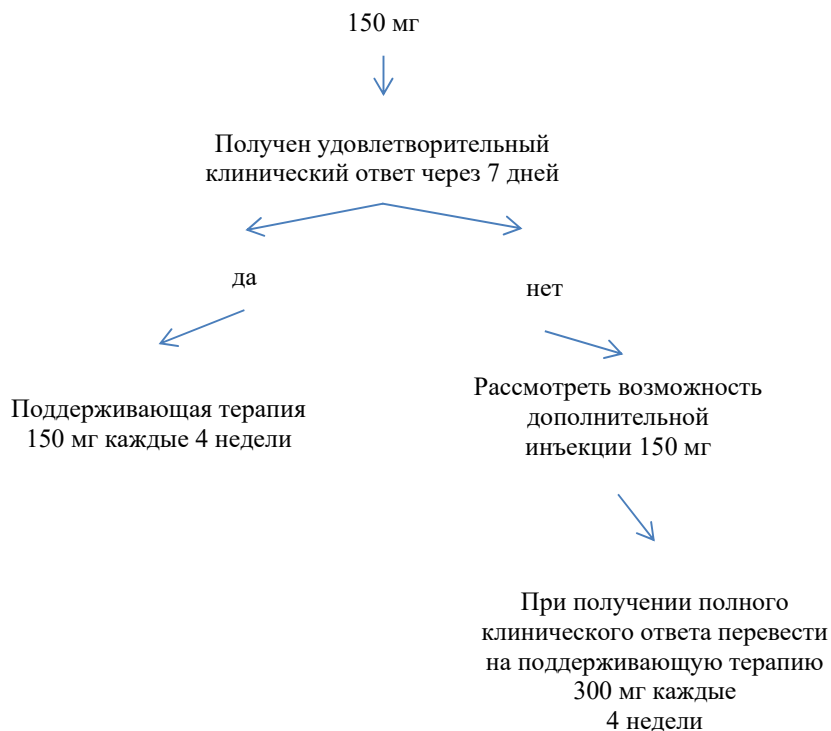 150 мг
Получен удовлетворительный
клинический ответ через 7 дней
да
нет
Поддерживающая терапия
150 мг каждые 4 недели
Рассмотреть возможность
дополнительной
инъекции 150 мг
При получении полного
клинического ответа перевести
на поддерживающую терапию
300 мг каждые
4 недели